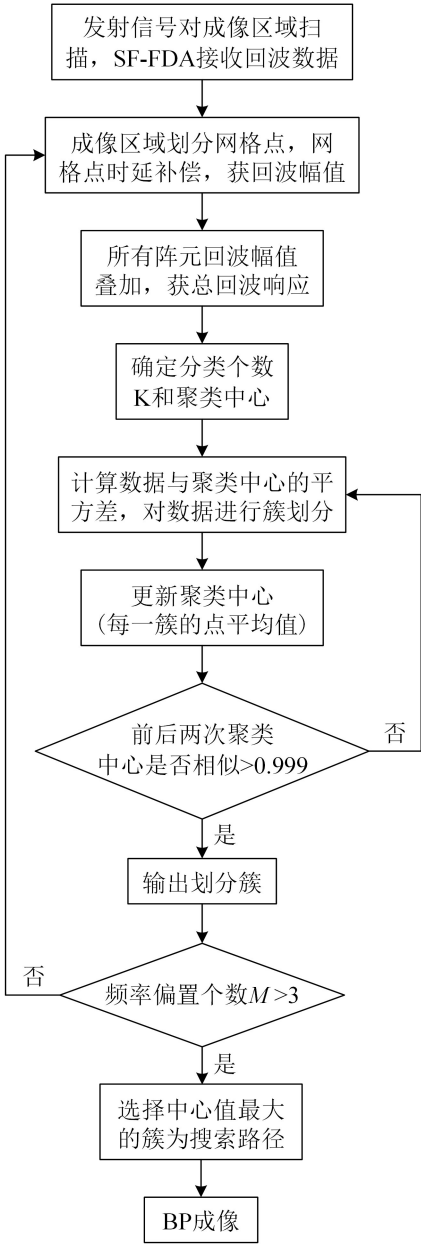 发射信号对成像区域扫
描，SF-FDA接收回波数据
成像区域划分网格点，网
格点时延补偿，获回波幅值
所有阵元回波幅值
叠加，获总回波响应
确定分类个数
K和聚类中心
计算数据与聚类中心的平
方差，对数据进行簇划分
更新聚类中心
(每一簇的点平均值)
前后两次聚类
中心是否相似>0.999
否
是
输出划分簇
频率偏置个数M >3
否
是
选择中心值最大
的簇为搜索路径
BP成像